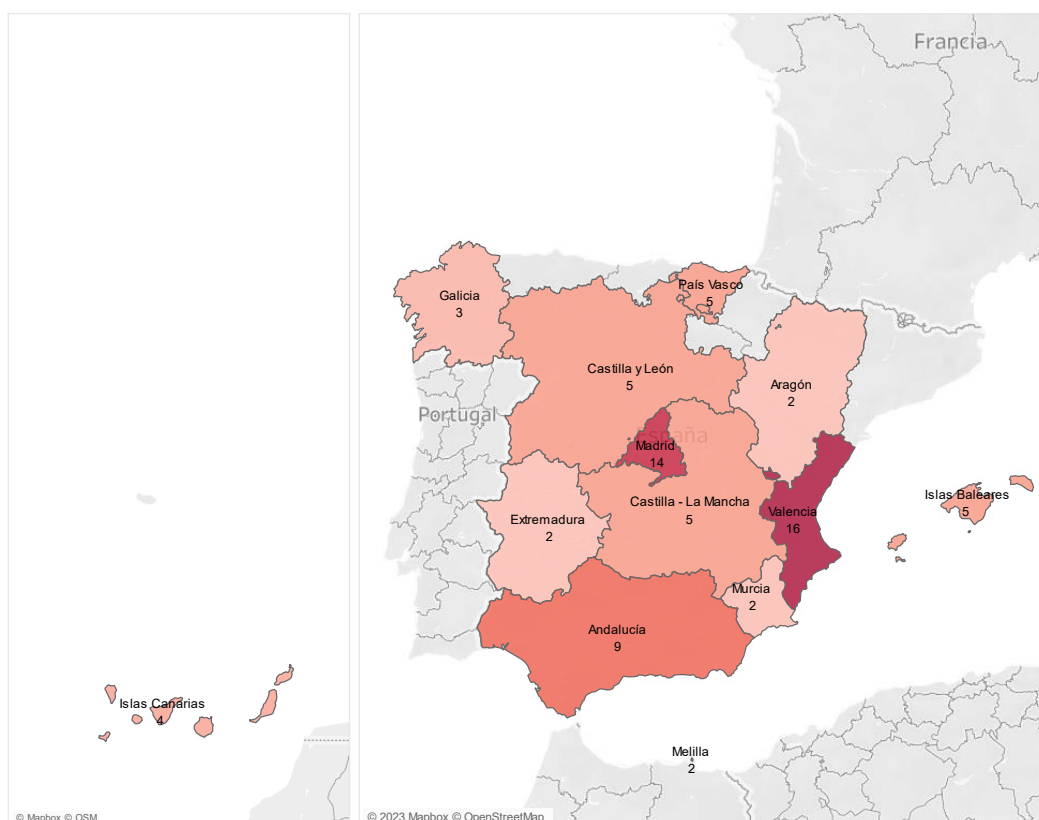 Francia
Galicia
3
País Vasco
5
Castilla y León
5
Aragón
2
Portugal
España
Madrid
14
Castilla - La Mancha
5
Islas Baleares
5
Valencia
16
Extremadura
2
Murcia
2
Andalucía
9
Islas Canarias
4
Melilla
2
© Mapbox © OSM
© 2023 Mapbox © OpenStreetMap